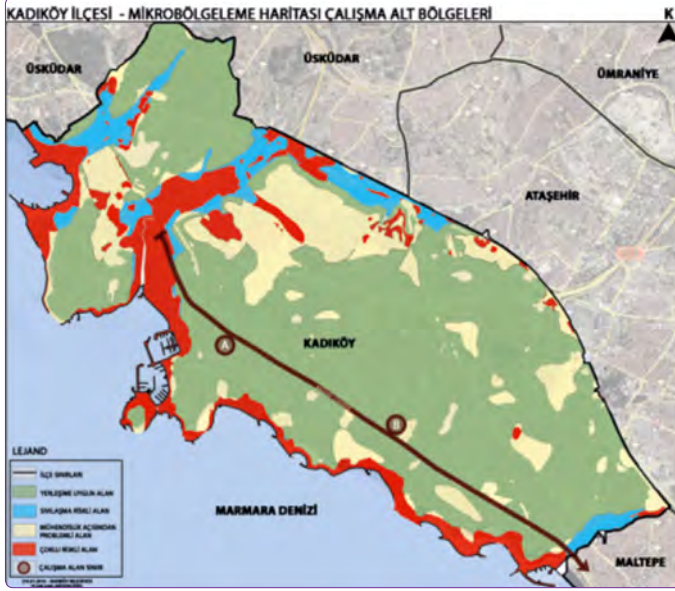 KADIKÖY İLÇESİ - MİKROBÖLGELEME HARİTASI ÇALIŞMA ALT BÖLGELERİ
K
ÜSKÜDAR
ÜSKÜDAR
ÜMRANİYE
ATAŞEHİR
KADIKÖY
A
B
MARMARA DENİZİ
MALTEPE
LEJAND
İLÇE SINIRLARI
YERLEŞİME UYGUN ALAN
SIVILAŞMA RİSKLİ ALAN
MÜHENDİSLİK AÇISINDAN
PROBLEMLİ ALAN
ÇOKLU RİSKLİ ALAN
ÇALIŞMA ALAN SINIRI